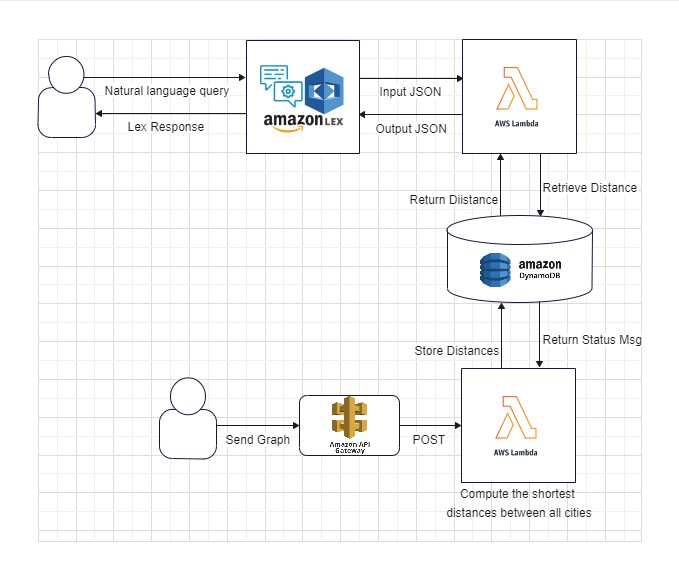 Natural language query
Lex Response
amazon LEX
Input JSON
Output JSON
AWS Lambda
Return Diistance
Retrieve Distance
amazon
DynamoDB
Store Distances
Return Status Msg
Send Graph
Amazon API
Gateway
POST
AWS Lambda
Compute the shortest
distances between all cities